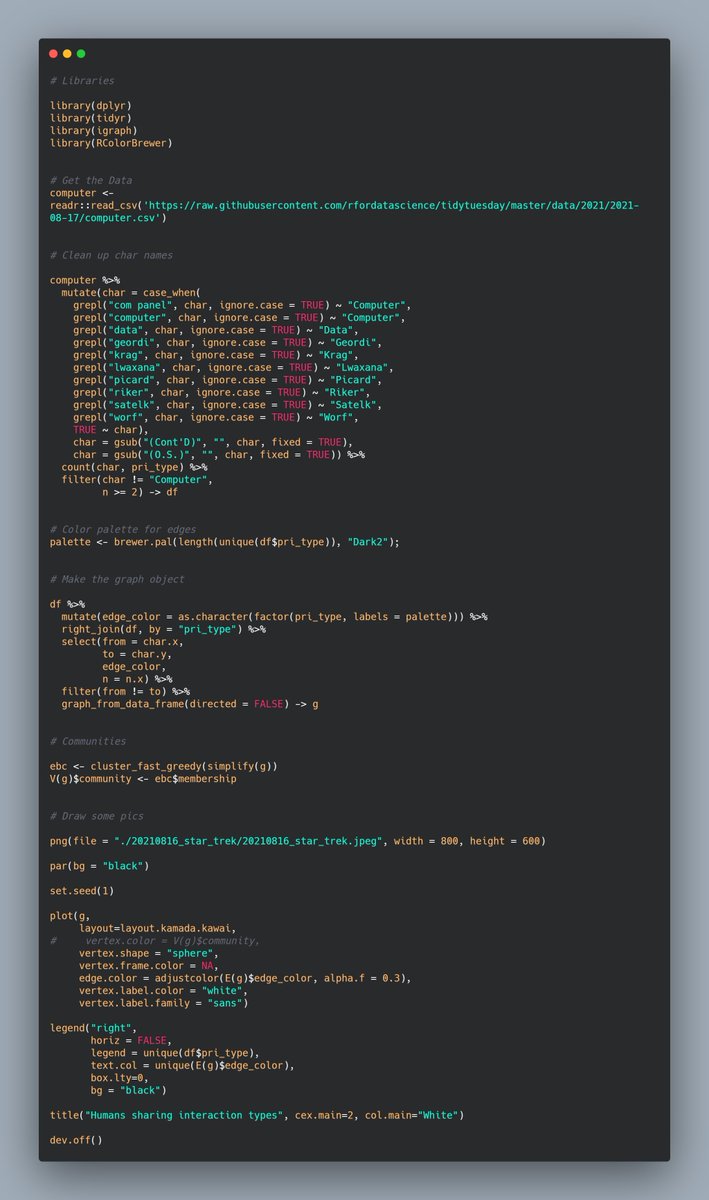 # Libraries
library(dplyr)
library(tidyr)
library(igraph)
library(RColorBrewer)
# Get the Data
computer <-
readr::read_csv('https://raw.githubusercontent.com/rfordatascience/tidytuesday/master/data/2021/2021-
08-17/computer.csv')
# Clean up char names
computer %>%
  mutate(char = case_when(
    grepl("com panel", char, ignore.case = TRUE) ~ "Computer",
    grepl("computer", char, ignore.case = TRUE) ~ "Computer",
    grepl("data", char, ignore.case = TRUE) ~ "Data",
    grepl("geordi", char, ignore.case = TRUE) ~ "Geordi",
    grepl("krag", char, ignore.case = TRUE) ~ "Krag",
    grepl("lwaxana", char, ignore.case = TRUE) ~ "Lwaxana",
    grepl("picard", char, ignore.case = TRUE) ~ "Picard",
    grepl("riker", char, ignore.case = TRUE) ~ "Riker",
    grepl("satelk", char, ignore.case = TRUE) ~ "Satelk",
    grepl("worf", char, ignore.case = TRUE) ~ "Worf",
    TRUE ~ char),
    char = gsub("(Cont'D)", "", char, fixed = TRUE),
    char = gsub("(O.S.)", "", char, fixed = TRUE)) %>%
  count(char, pri_type) %>%
  filter(char != "Computer",
         n >= 2) -> df
# Color palette for edges
palette <- brewer.pal(length(unique(df$pri_type)), "Dark2");
# Make the graph object
df %>%
  mutate(edge_color = as.character(factor(pri_type, labels = palette))) %>%
  right_join(df, by = "pri_type") %>%
  select(from = char.x,
         to = char.y,
         edge_color,
         n = n.x) %>%
  filter(from != to) %>%
  graph_from_data_frame(directed = FALSE) -> g
# Communities
ebc <- cluster_fast_greedy(simplify(g))
V(g)$community <- ebc$membership
# Draw some pics
png(file = "./20210816_star_trek/20210816_star_trek.jpeg", width = 800, height = 600)
par(bg = "black")
set.seed(1)
plot(g,
     layout=layout.kamada.kawai,
#     vertex.color = V(g)$community,
     vertex.shape = "sphere",
     vertex.frame.color = NA,
     edge.color = adjustcolor(E(g)$edge_color, alpha.f = 0.3),
     vertex.label.color = "white",
     vertex.label.family = "sans")
legend("right",
       horiz = FALSE,
       legend = unique(df$pri_type),
       text.col = unique(E(g)$edge_color),
       box.lty=0,
       bg = "black")
title("Humans sharing interaction types", cex.main=2, col.main="White")
dev.off()